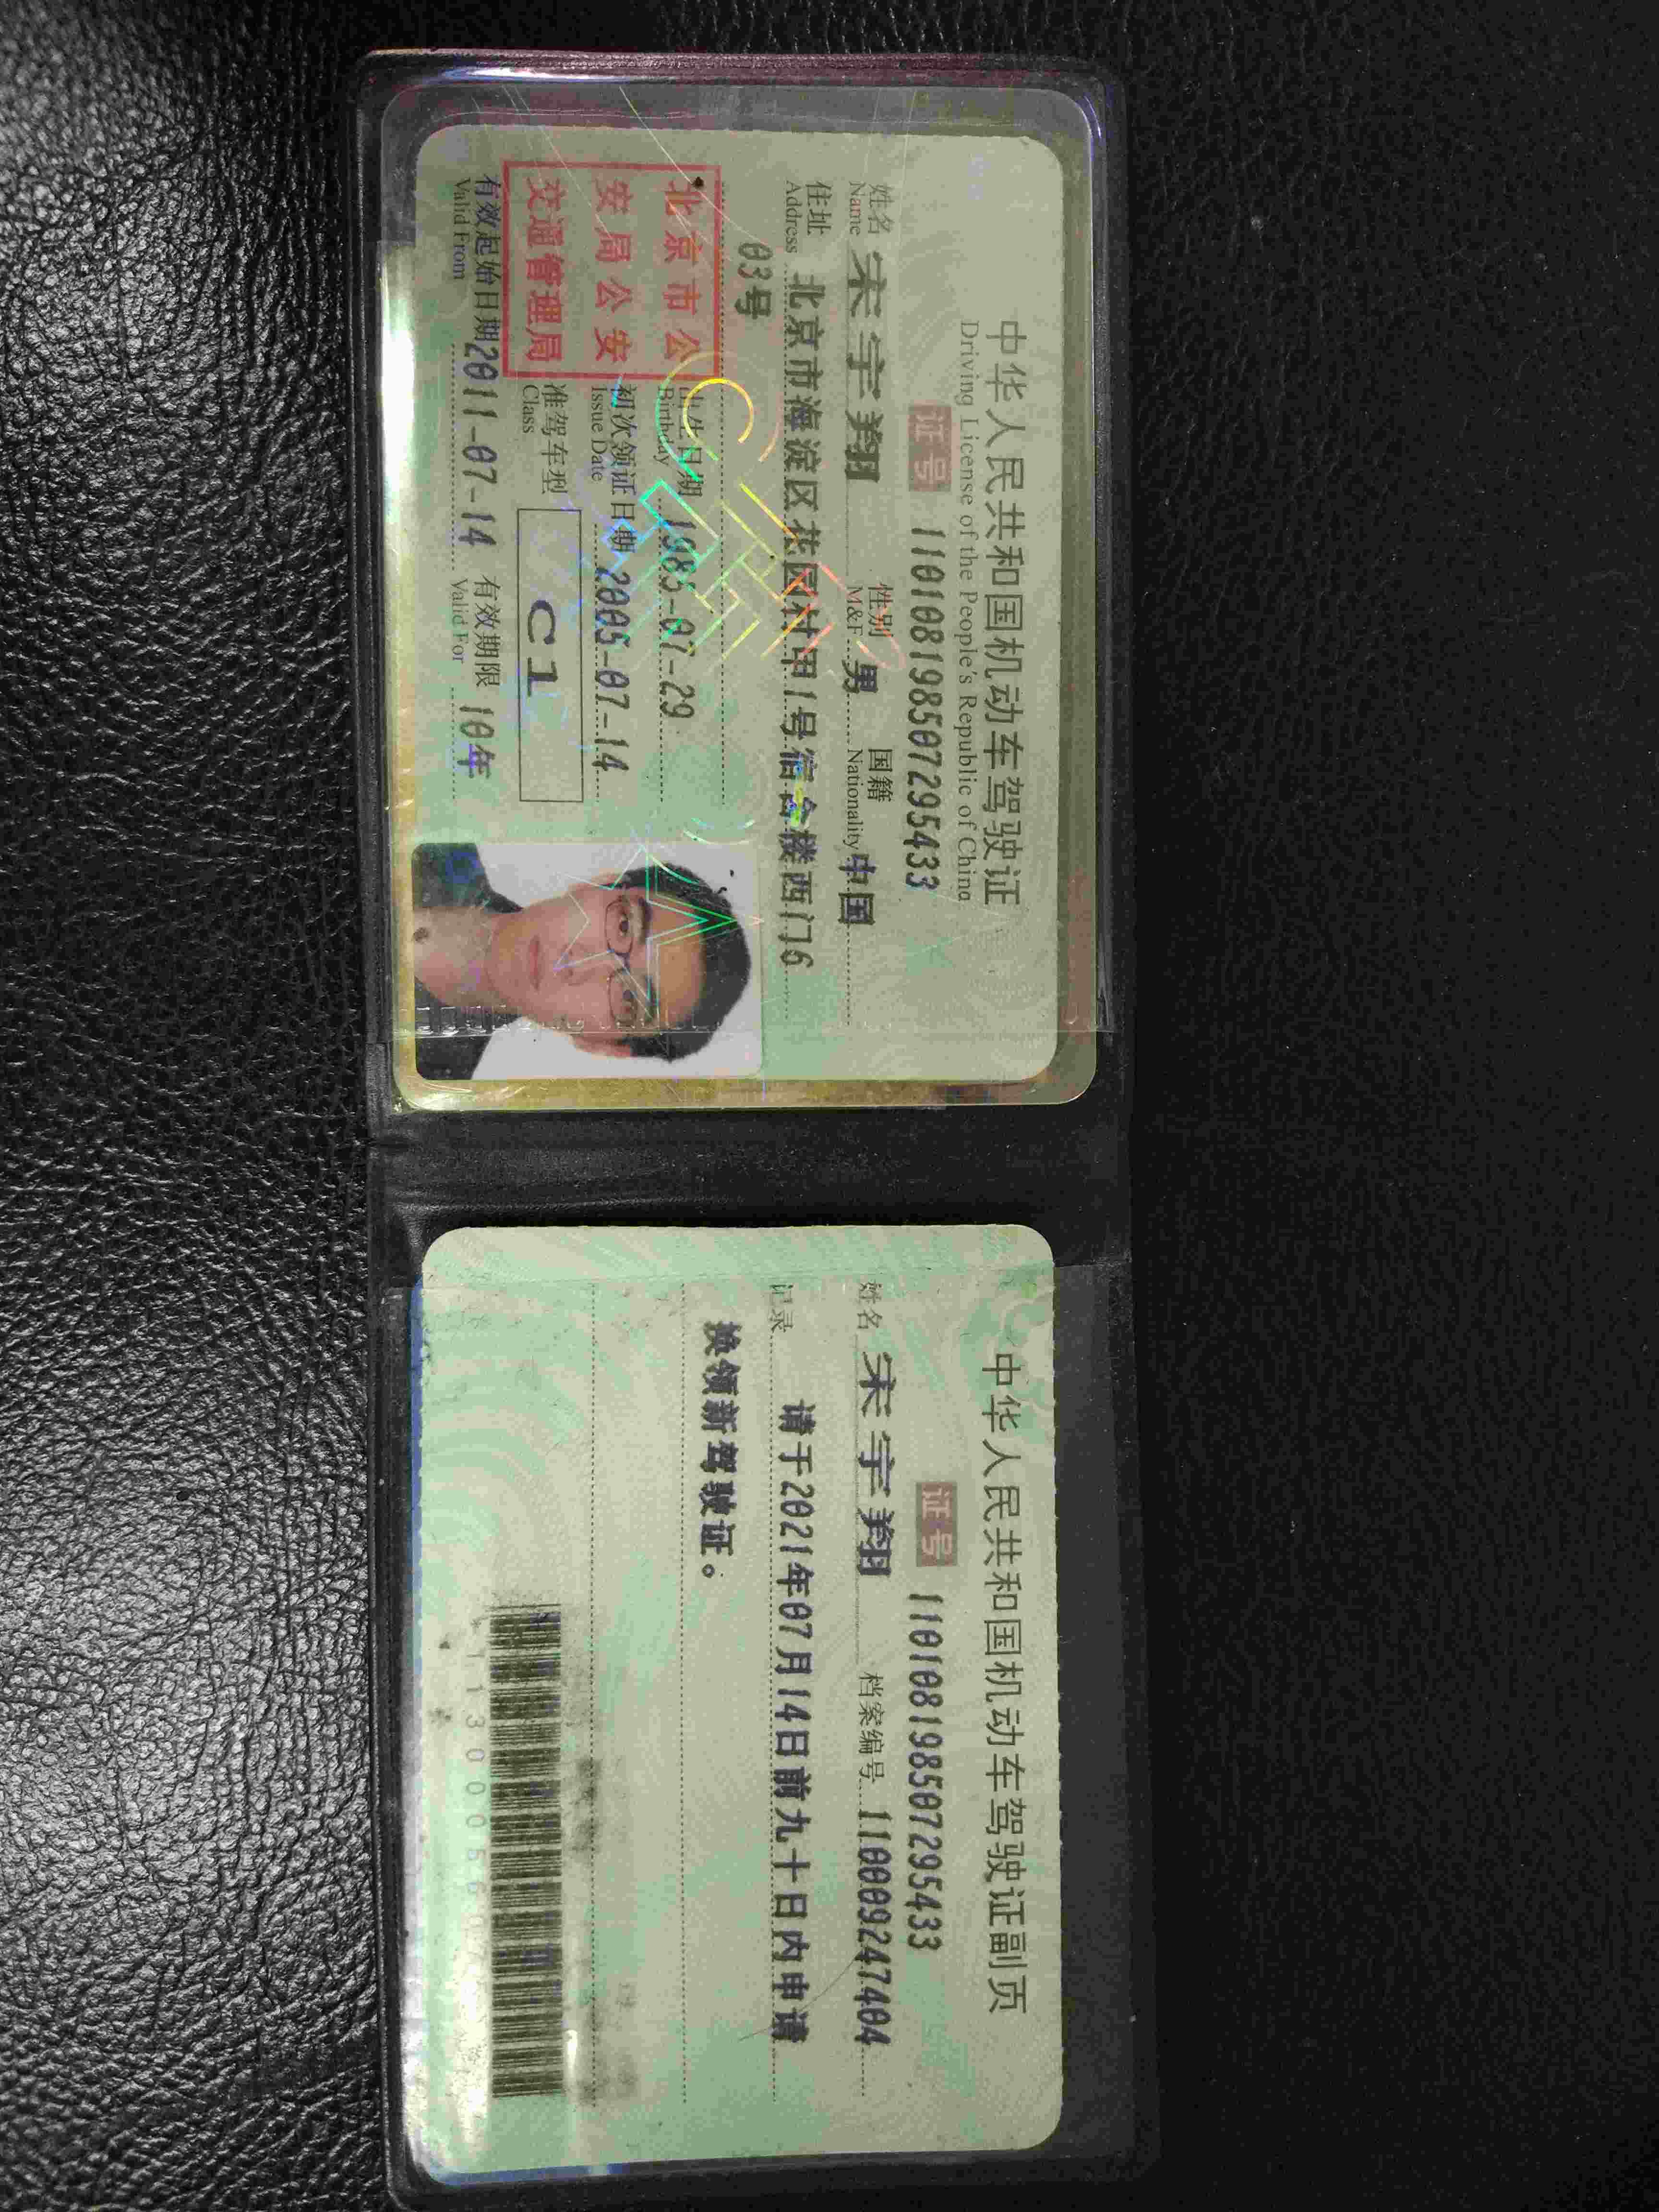 中华人民共和国机动车驾驶证
Driving License of the People's Republic of China
证号 110108198507295433
姓名 宋宇翔 性别 男 国籍 中国
Name M&F. Nationality
住址 北京市海淀区花园村甲1号宿舍楼西门6
Address
03号
北京市公
安局公安
交通管理局
出生日期 1985-07-29
Birthday
初次领证日期 2005-07-14
Issue Date
准驾车型 C1
Class
有效起始日期 2011-07-14 有效期限 10年
Valid From Valid For
中华人民共和国机动车驾驶证副页
证号 110108198507295433
姓名 宋宇翔 档案编号 110009247404
记录 请于2021年07月14日前九十日内申请
换领新驾驶证。